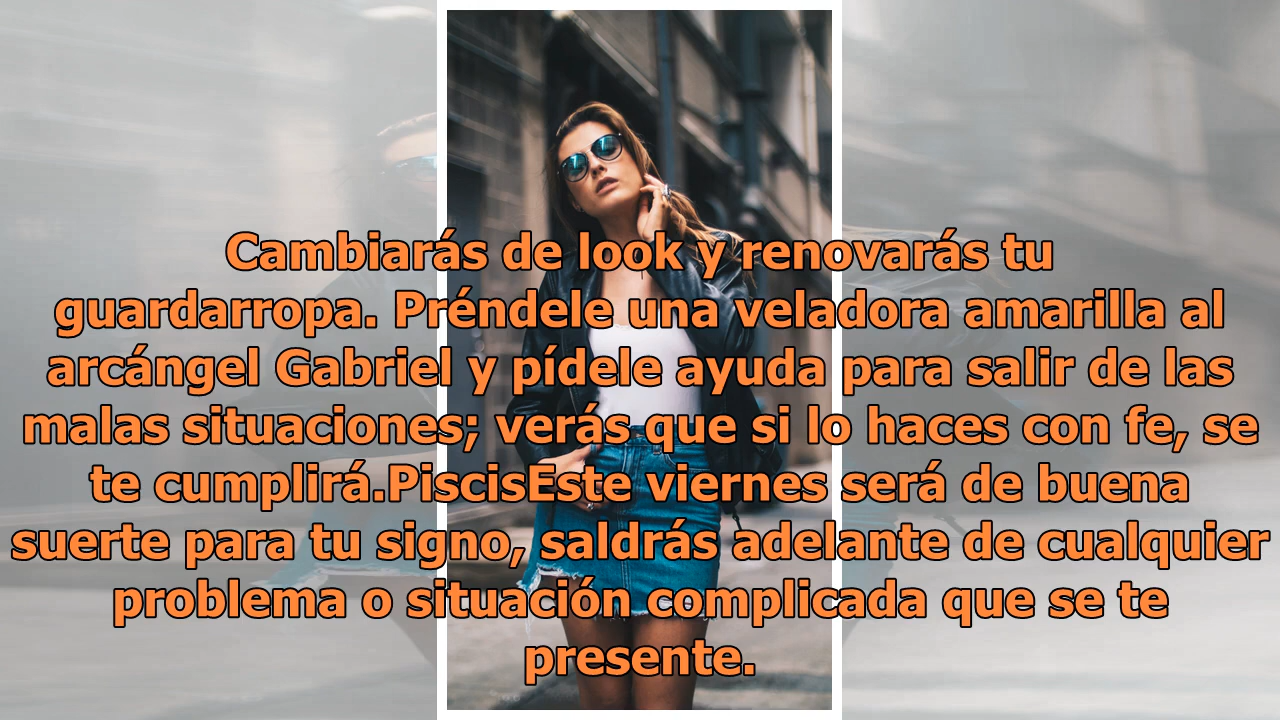 Cambiarás de look y renovarás tu
guardarropa. Préndele una veladora amarilla al
arcángel Gabriel y pídele ayuda para salir de las
malas situaciones; verás que si lo haces con fe, se
te cumplirá.PiscisEste viernes será de buena
suerte para tu signo, saldrás adelante de cualquier
problema o situación complicada que se te
presente.